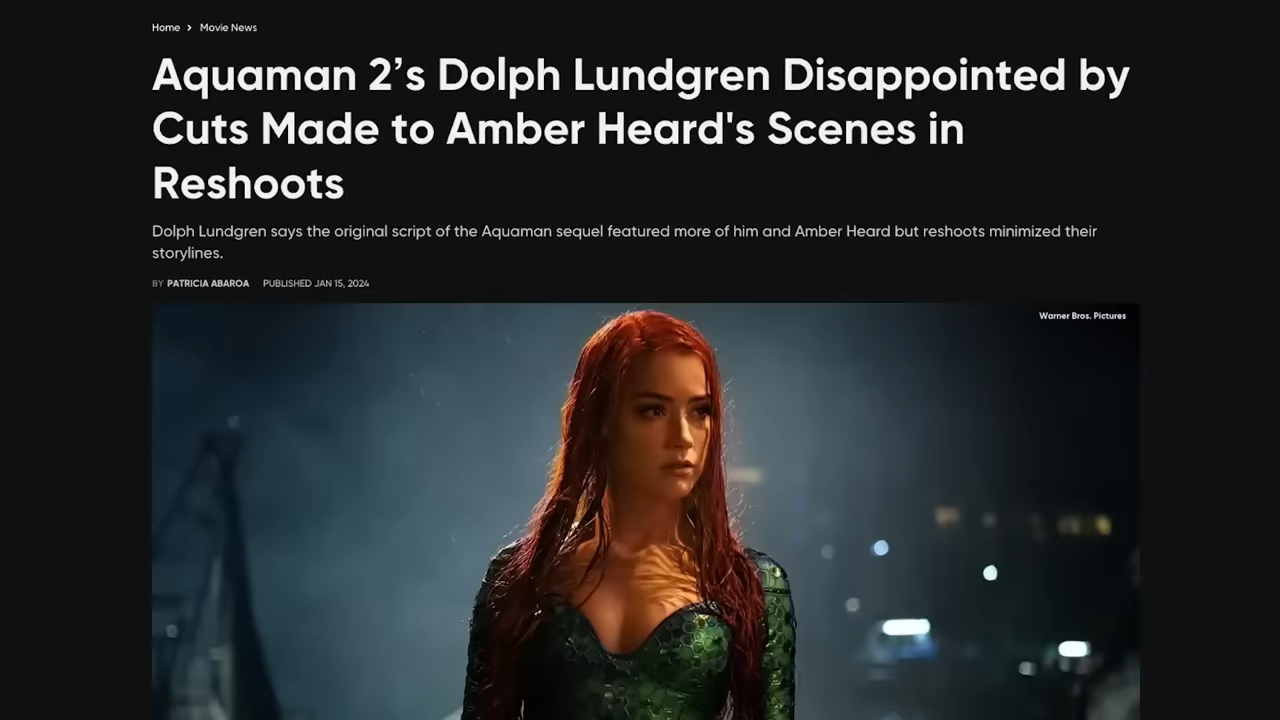 Home > Movie News
Aquaman 2’s Dolph Lundgren Disappointed by
Cuts Made to Amber Heard's Scenes in
Reshoots
Dolph Lundgren says the original script of the Aquaman sequel featured more of him and Amber Heard but reshoots minimized their
storylines.
BY PATRICIA ABAROA PUBLISHED JAN 15, 2024
Warner Bros. Pictures